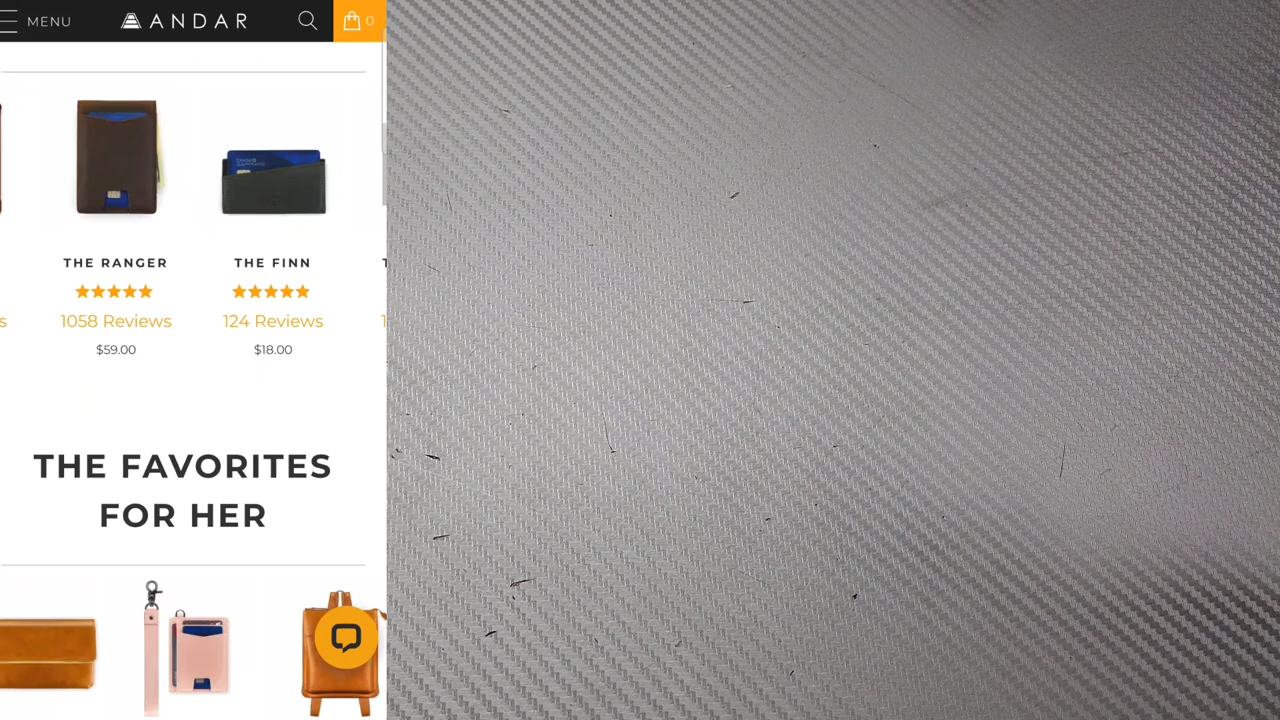 MENU
ANDAR
0
THE RANGER
THE FINN
1058 Reviews
124 Reviews
$59.00
$18.00
THE FAVORITES
FOR HER